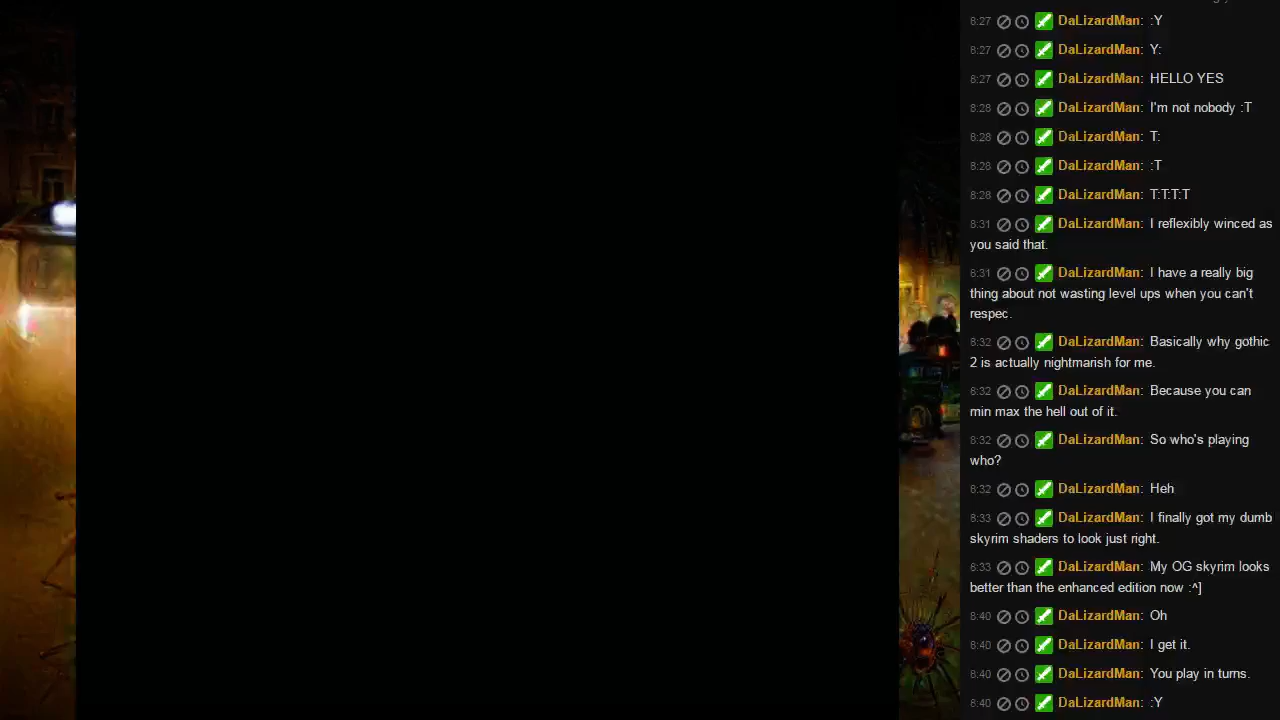 8:27 DaLizardMan: :Y
8:27 DaLizardMan: Y:
8:27 DaLizardMan: HELLO YES
8:28 DaLizardMan: I'm not nobody :T
8:28 DaLizardMan: T:
8:28 DaLizardMan: :T
8:28 DaLizardMan: T:T:T:T
8:31 DaLizardMan: I reflexibly winced as
you said that.
8:31 DaLizardMan: I have a really big
thing about not wasting level ups when you can't
respec.
8:32 DaLizardMan: Basically why gothic
2 is actually nightmarish for me.
8:32 DaLizardMan: Because you can
min max the hell out of it.
8:32 DaLizardMan: So who's playing
who?
8:32 DaLizardMan: Heh
8:33 DaLizardMan: I finally got my dumb
skyrim shaders to look just right.
8:33 DaLizardMan: My OG skyrim looks
better than the enhanced edition now :^]
8:40 DaLizardMan: Oh
8:40 DaLizardMan: I get it.
8:40 DaLizardMan: You play in turns.
8:40 DaLizardMan: :Y